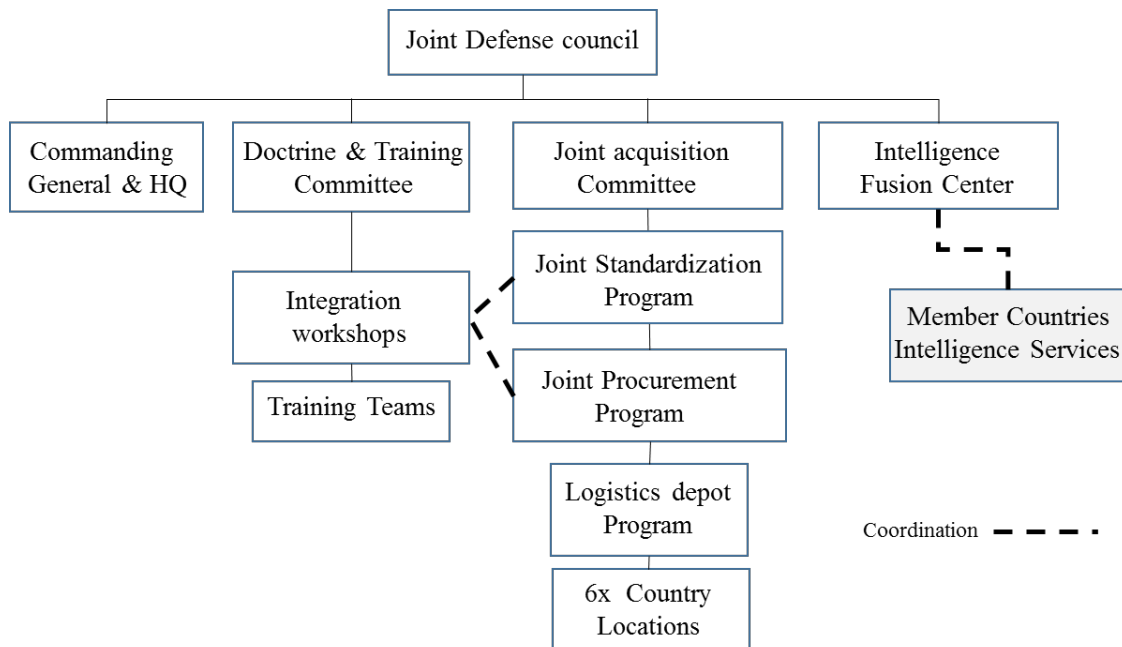 Joint Defense council
Commanding
General & HQ
Doctrine & Training
Committee
Joint acquisition
Committee
Intelligence
Fusion Center
Integration
workshops
Joint Standardization
Program
Member Countries
Intelligence Services
Training Teams
Joint Procurement
Program
Logistics depot
Program
Coordination
6x Country
Locations